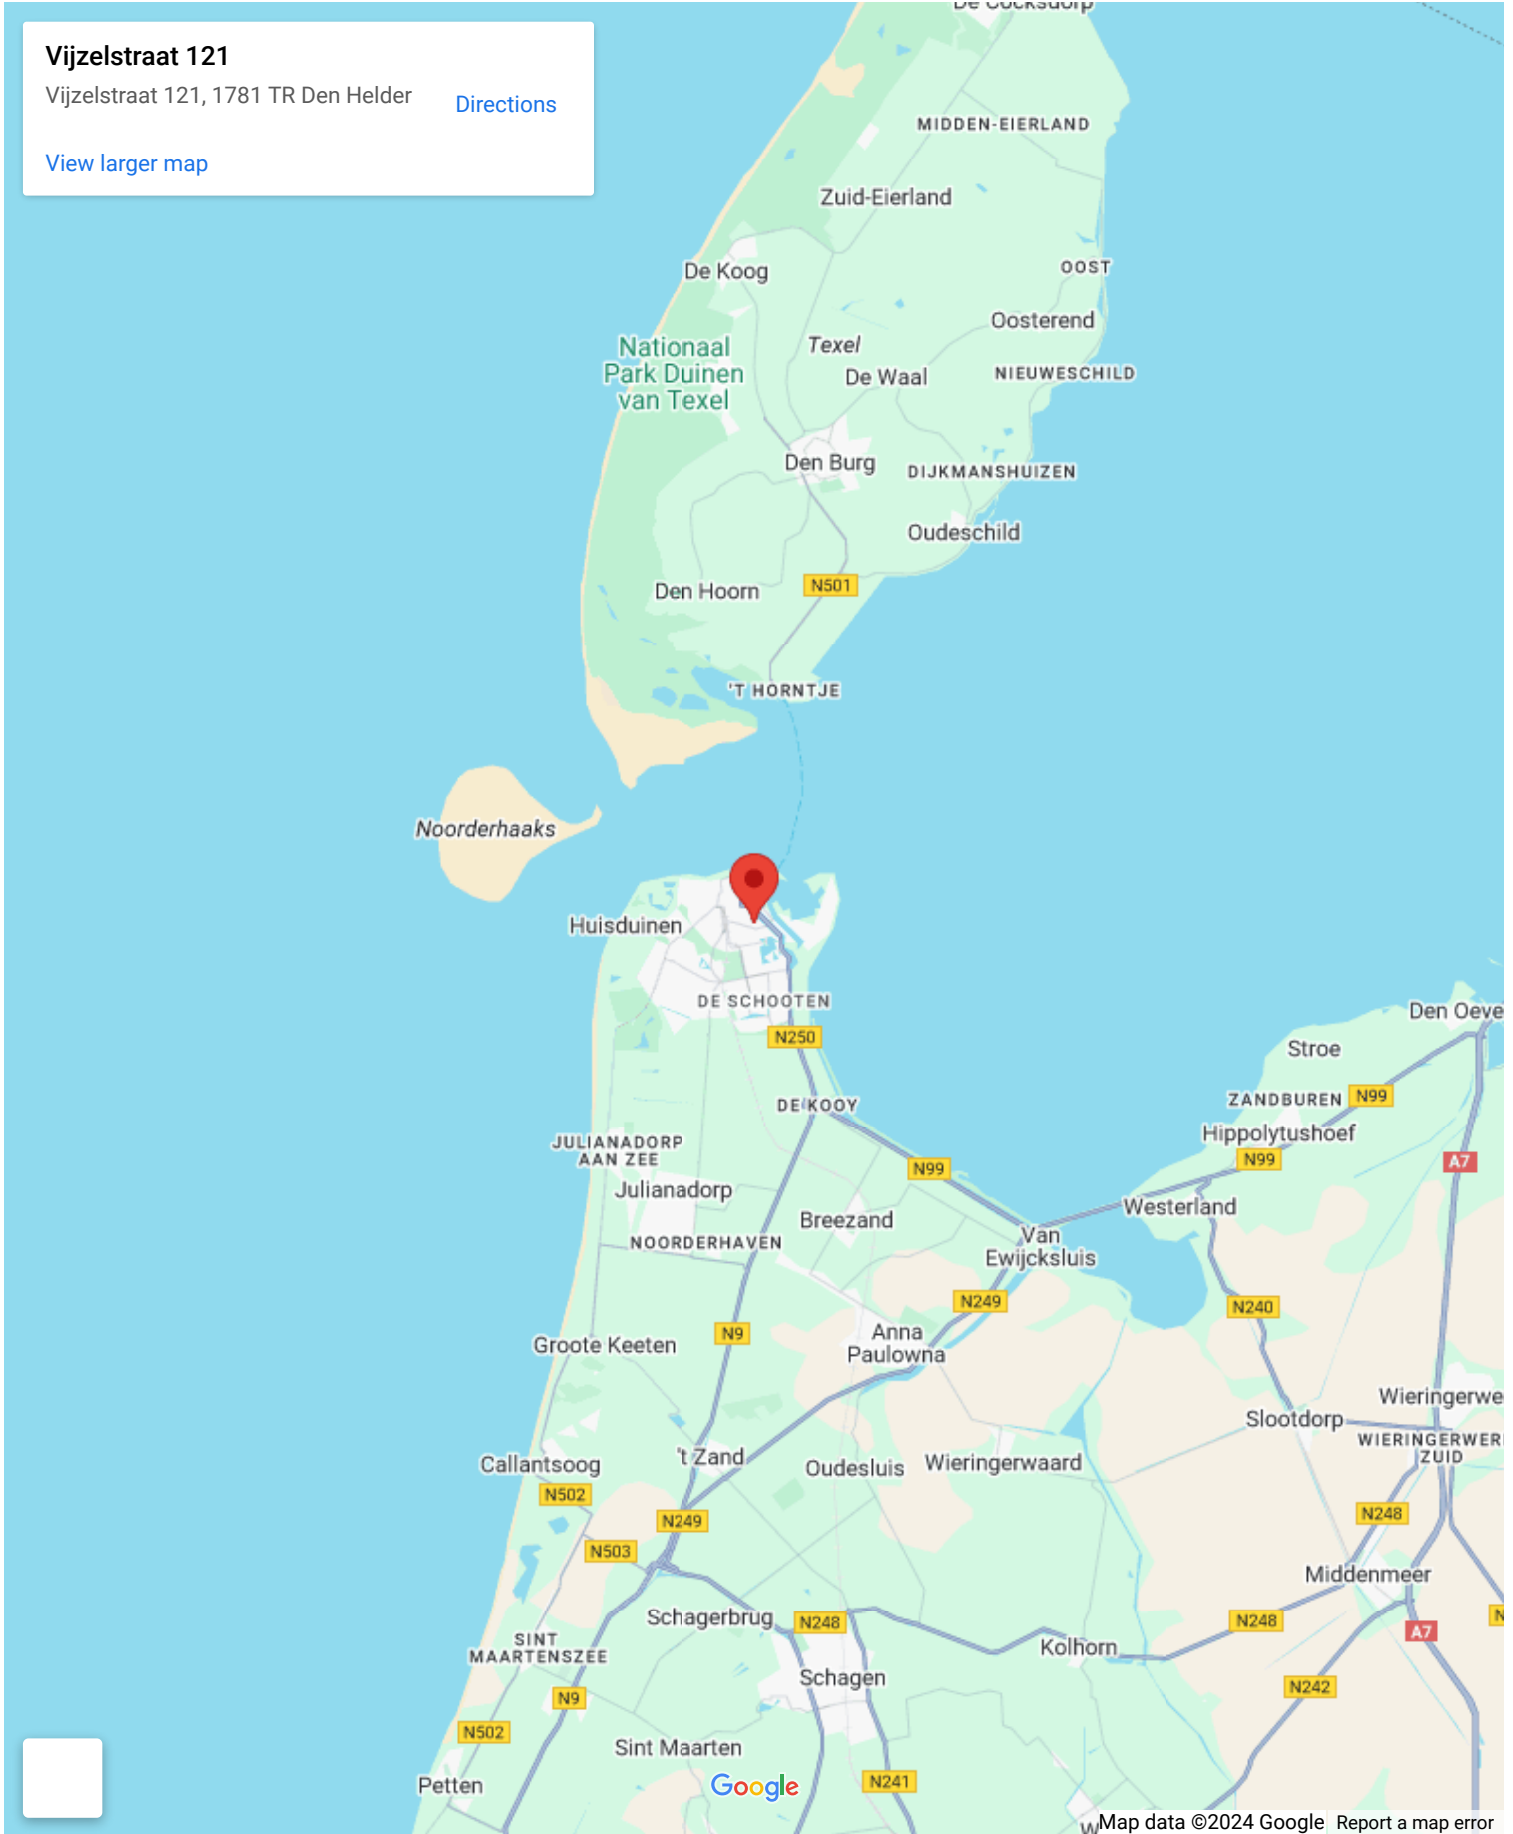 Vijzelstraat 121
Vijzelstraat 121, 1781 TR Den Helder
Directions
View larger map
De Cocksdorp
MIDDEN-EIERLAND
Zuid-Eierland
De Koog
OOST
Oosterend
Texel
Nationaal
Park Duinen
van Texel
De Waal
NIEUWESCHILD
Den Burg
DIJKMANSHUIZEN
Oudeschild
Den Hoorn
N501
'T HORNTJE
Noorderhaaks
Huisduinen
DE SCHOOTEN
Den Oeve
N250
Stroe
DE KOOY
ZANDBUREN
N99
Hippolytushoef
JULIANADORP
AAN ZEE
N99
N99
A7
Julianadorp
Westerland
Breezand
NOORDERHAVEN
Van
Ewijcksluis
N249
N240
N9
Anna
Paulowna
Groote Keeten
Wieringerwe
Slootdorp
WIERINGERWER
ZUID
't Zand
Callantsoog
Oudesluis
Wieringerwaard
N502
N248
N249
N503
Middenmeer
Schagerbrug
N248
N248
N
A7
SINT
MAARTENSZEE
Kolhorn
Schagen
N242
N9
N502
Sint Maarten
Petten
Google
N241
W
Map data ©2024 Google
Report a map error